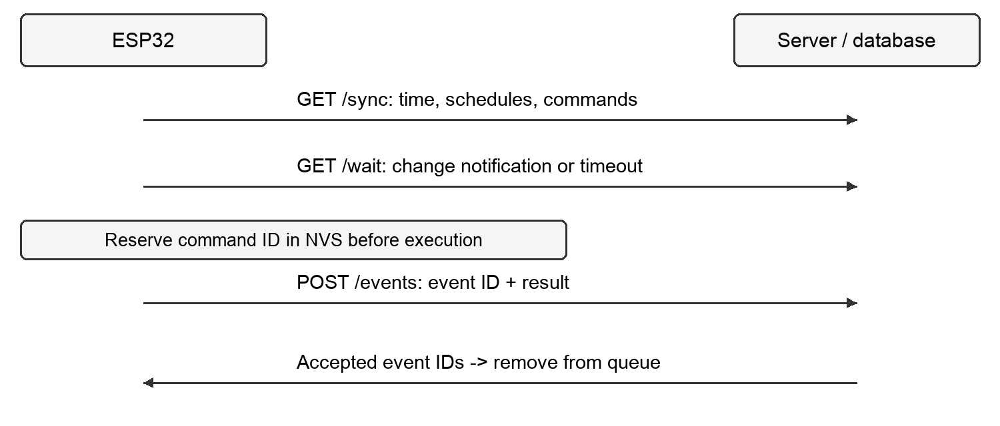 ESP32
Server / database
GET /sync: time, schedules, commands
GET /wait: change notification or timeout
Reserve command ID in NVS before execution
POST /events: event ID + result
Accepted event IDs -> remove from queue